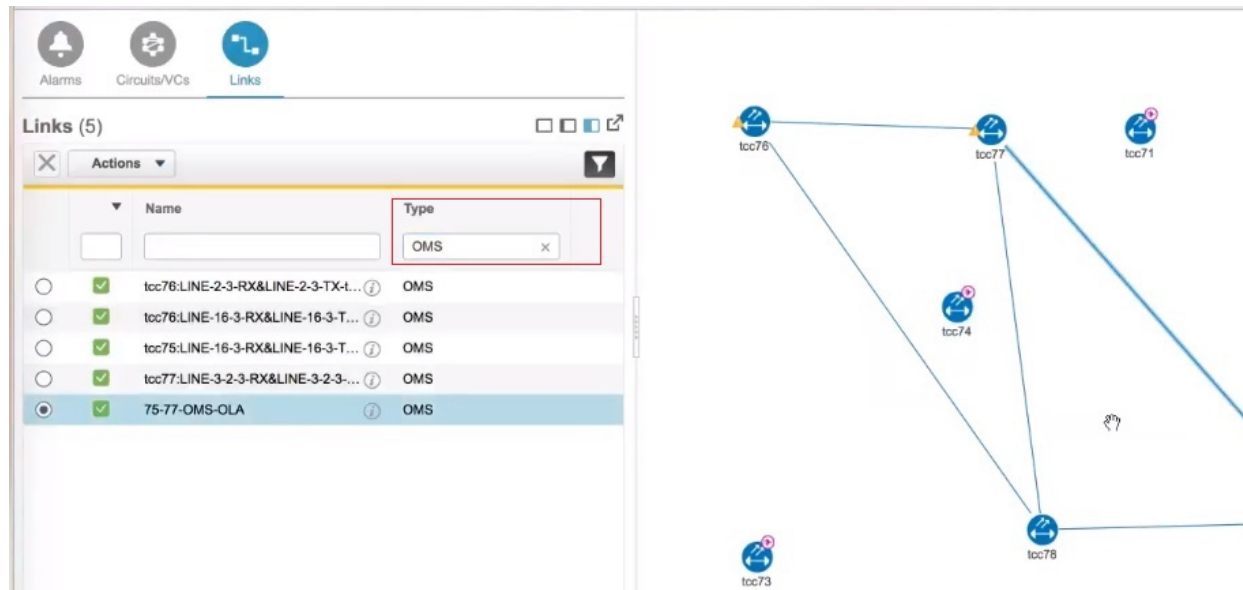 Alarms
Circuits/VCs
Links
Links (5)
Actions
Name
Type
OMS
tcc76:LINE-2-3-RX&LINE-2-3-TX-t... OMS
tcc76:LINE-16-3-RX&LINE-16-3-T... OMS
tcc75:LINE-16-3-RX&LINE-16-3-T... OMS
tcc77:LINE-3-2-3-RX&LINE-3-2-3-... OMS
75-77-OMS-OLA OMS
tcc76
tcc77
tcc71
tcc74
tcc78
tcc73